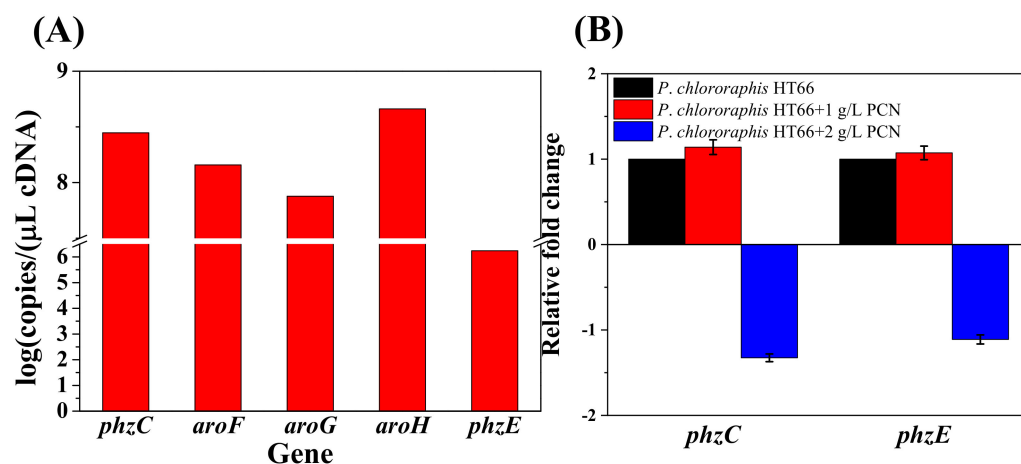 (A)
log(copies/(μL cDNA)
9
8
6
5
4
3
2
1
0
phzC aroF aroG aroH phzE
Gene
(B)
Relative fold change
2
1
0
-1
-2
P. chlororaphis HT66
P. chlororaphis HT66+1 g/L PCN
P. chlororaphis HT66+2 g/L PCN
phzC phzE